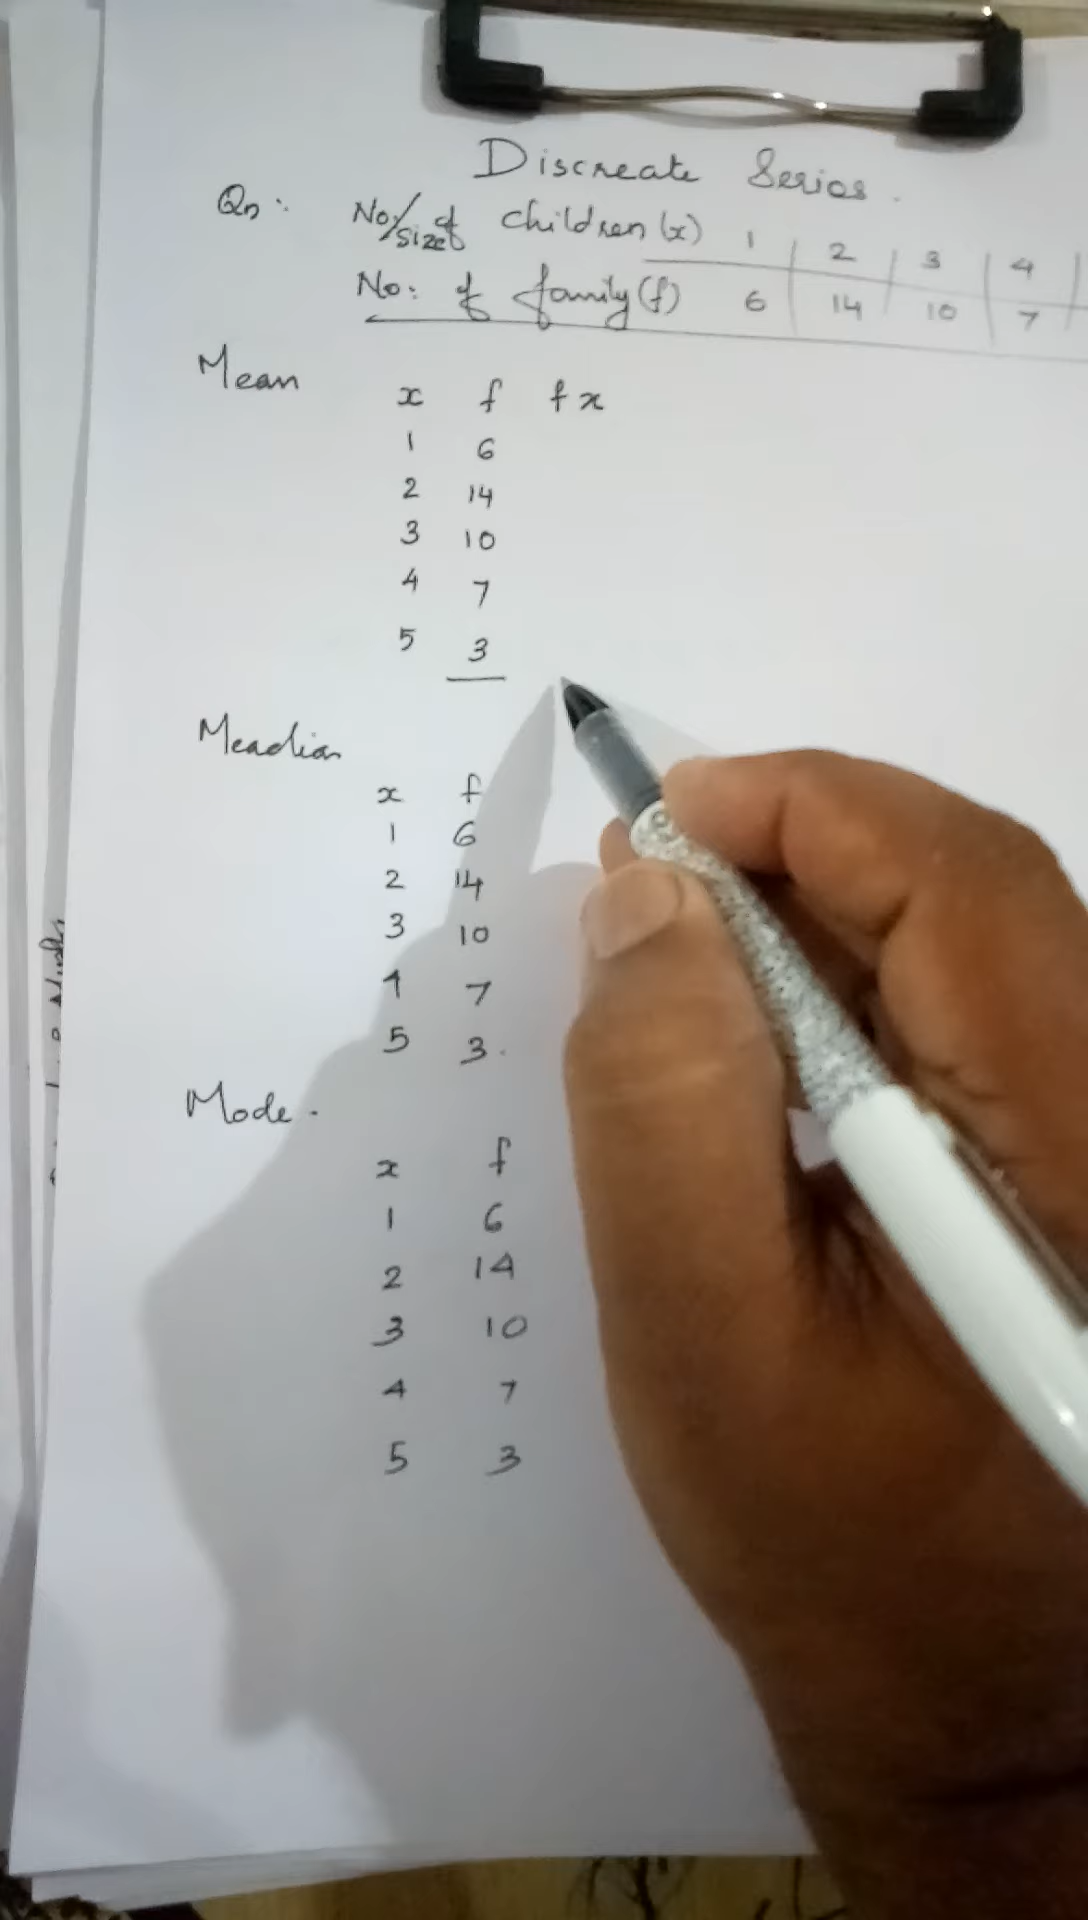 Discreate Series.
Qn: No/size of children (x) 1 2 3 4
No: of family (f) 6 14 10 7
Mean
x f fx
1 6
2 14
3 10
4 7
5 3
Meadian
x f
1 6
2 14
3 10
4 7
5 3.
Mode.
x f
1 6
2 14
3 10
4 7
5 3